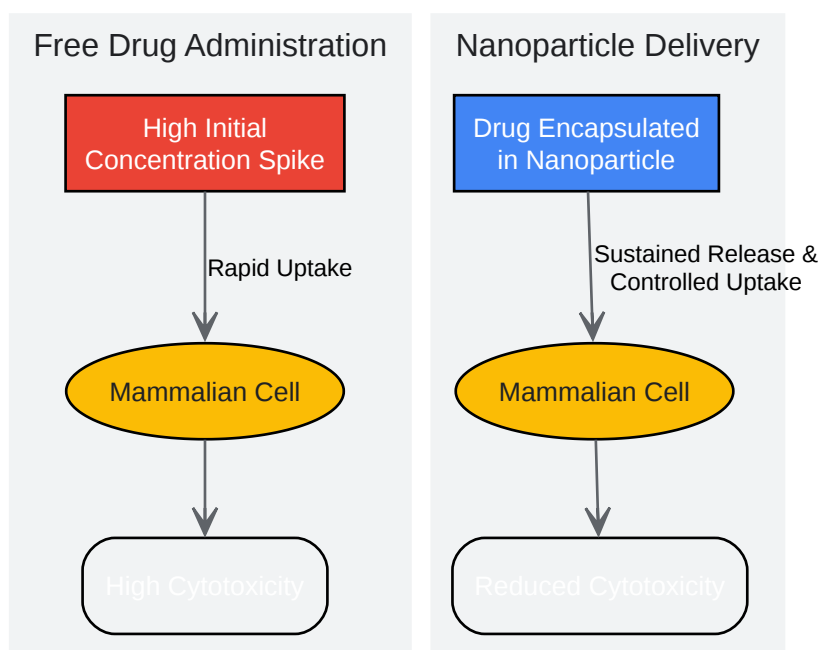 Free Drug Administration
High Initial
Concentration Spike
Rapid Uptake
Mammalian Cell
High Cytotoxicity
Nanoparticle Delivery
Drug Encapsulated
in Nanoparticle
Sustained Release &
Controlled Uptake
Mammalian Cell
Reduced Cytotoxicity